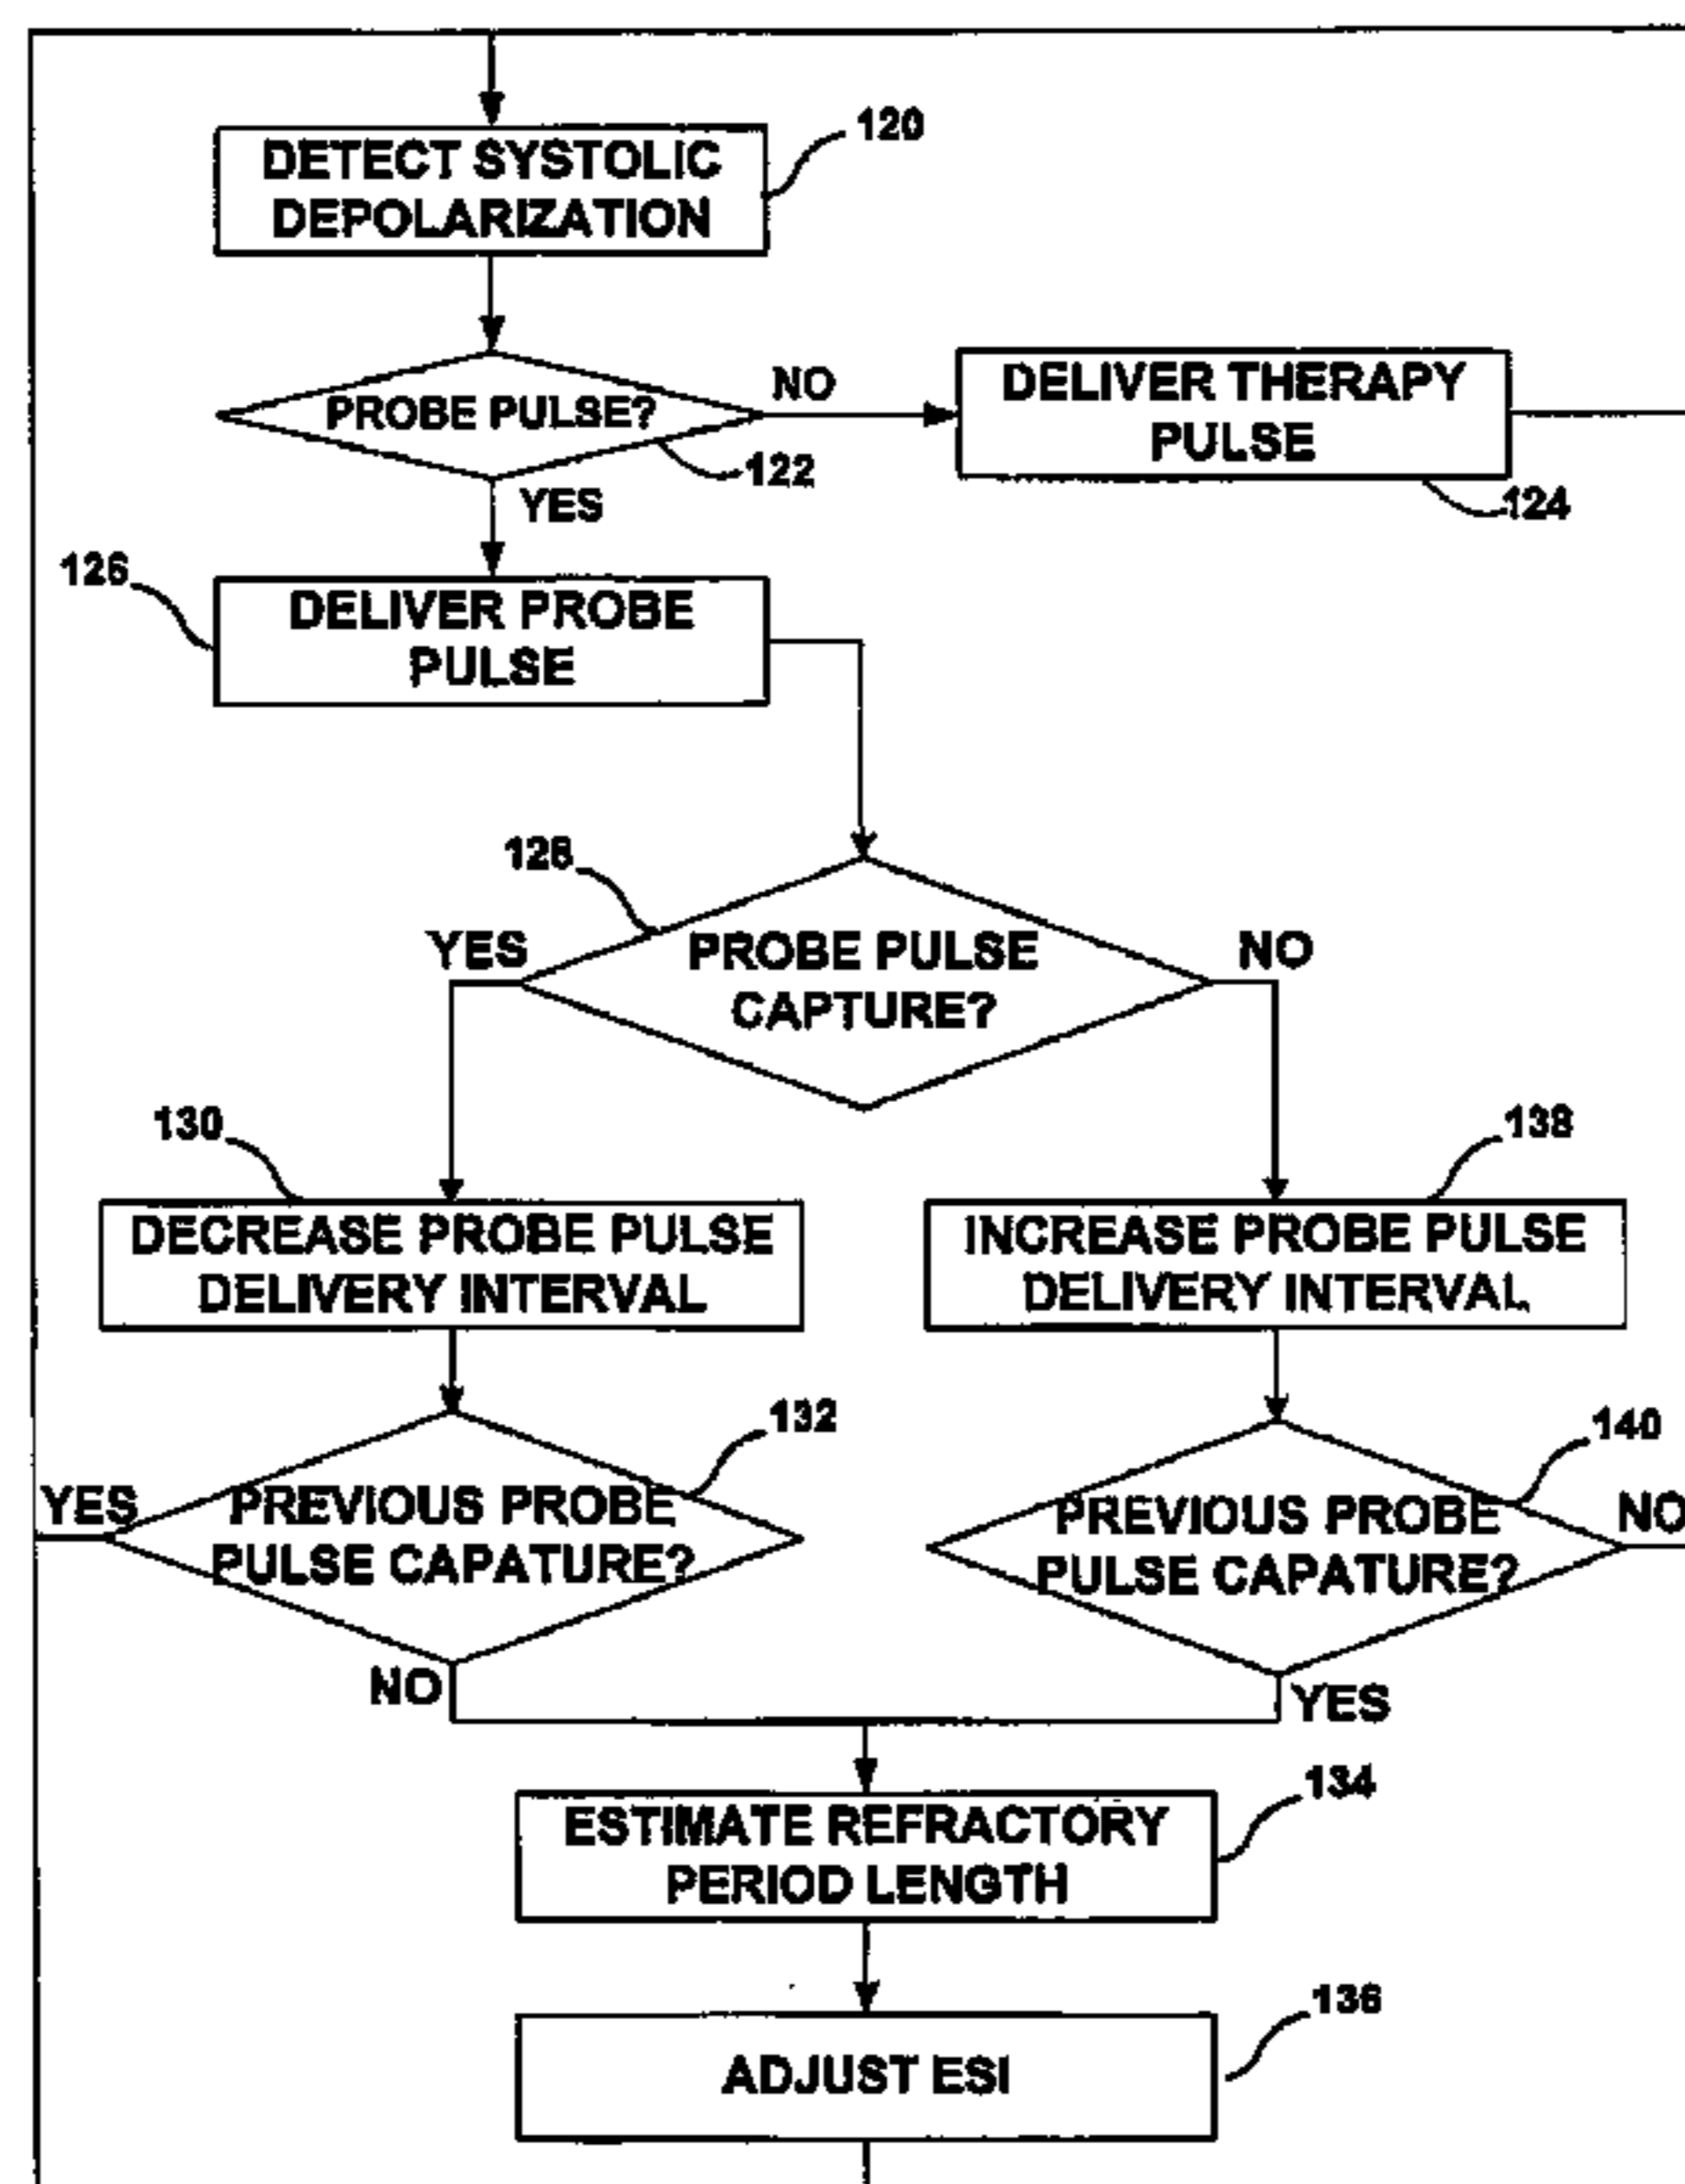 120
DETECT SYSTOLIC
DEPOLARIZATION
NO
PROBE PULSE?
122
YES
DELIVER THERAPY
PULSE
124
126
DELIVER PROBE
PULSE
128
YES
PROBE PULSE
CAPTURE?
NO
130
DECREASE PROBE PULSE
DELIVERY INTERVAL
138
INCREASE PROBE PULSE
DELIVERY INTERVAL
132
YES
PREVIOUS PROBE
PULSE CAPATURE?
NO
140
PREVIOUS PROBE
PULSE CAPATURE?
NO
YES
134
ESTIMATE REFRACTORY
PERIOD LENGTH
136
ADJUST ESI